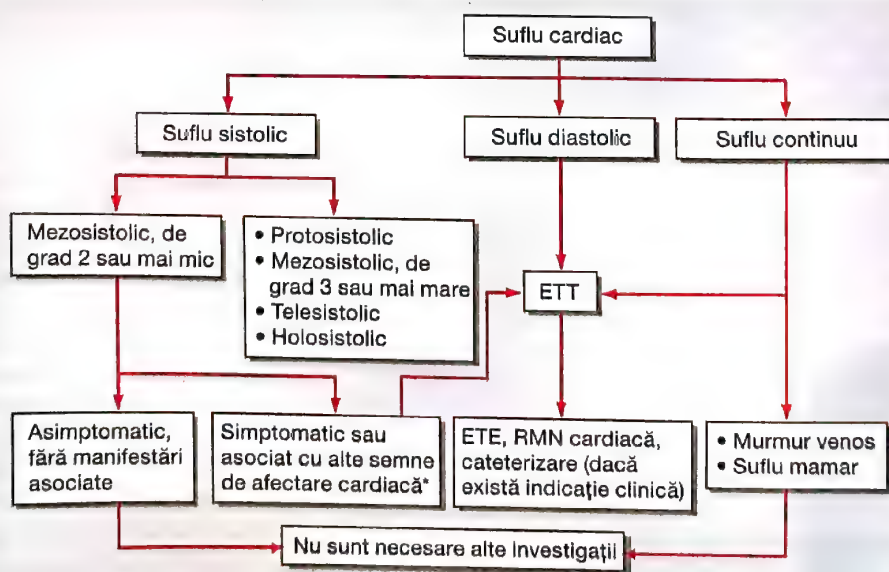 Suflu cardiac
Suflu sistolic
Suflu diastolic
Suflu continuu
Mezosistolic, de
grad 2 sau mai mic
• Protosistolic
• Mezosistolic, de
grad 3 sau mai mare
• Telesistolic
• Holosistolic
ETT
Asimptomatic,
fără manifestări
asociate
Simptomatic sau
asociat cu alte semne
de afectare cardiacă*
ETE, RMN cardiacă,
cateterizare (dacă
există indicație clinică)
• Murmur venos
• Suflu mamar
Nu sunt necesare alte investigații